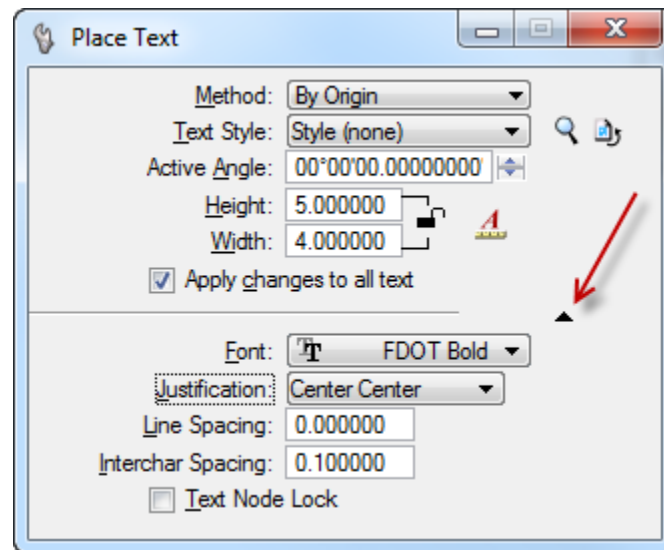 Place Text
Method: By Origin
Text Style: Style (none)
Active Angle: 00°00'00.00000000'
Height: 5.000000
Width: 4.000000
Apply changes to all text
Font: FDOT Bold
Justification: Center Center
Line Spacing: 0.000000
Interchar Spacing: 0.100000
Text Node Lock